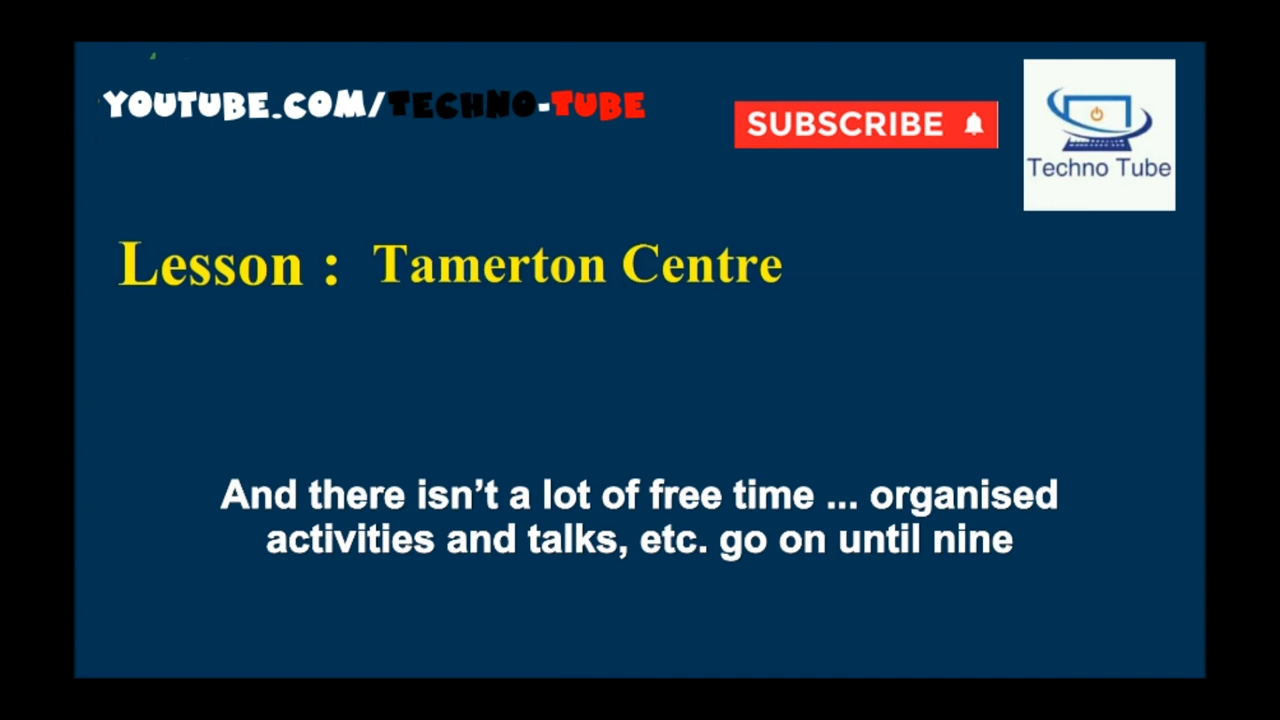 YOUTUBE.COM/TECHNO-TUBE
SUBSCRIBE
Techno Tube
Lesson : Tamerton Centre
And there isn’t a lot of free time ... organised
activities and talks, etc. go on until nine